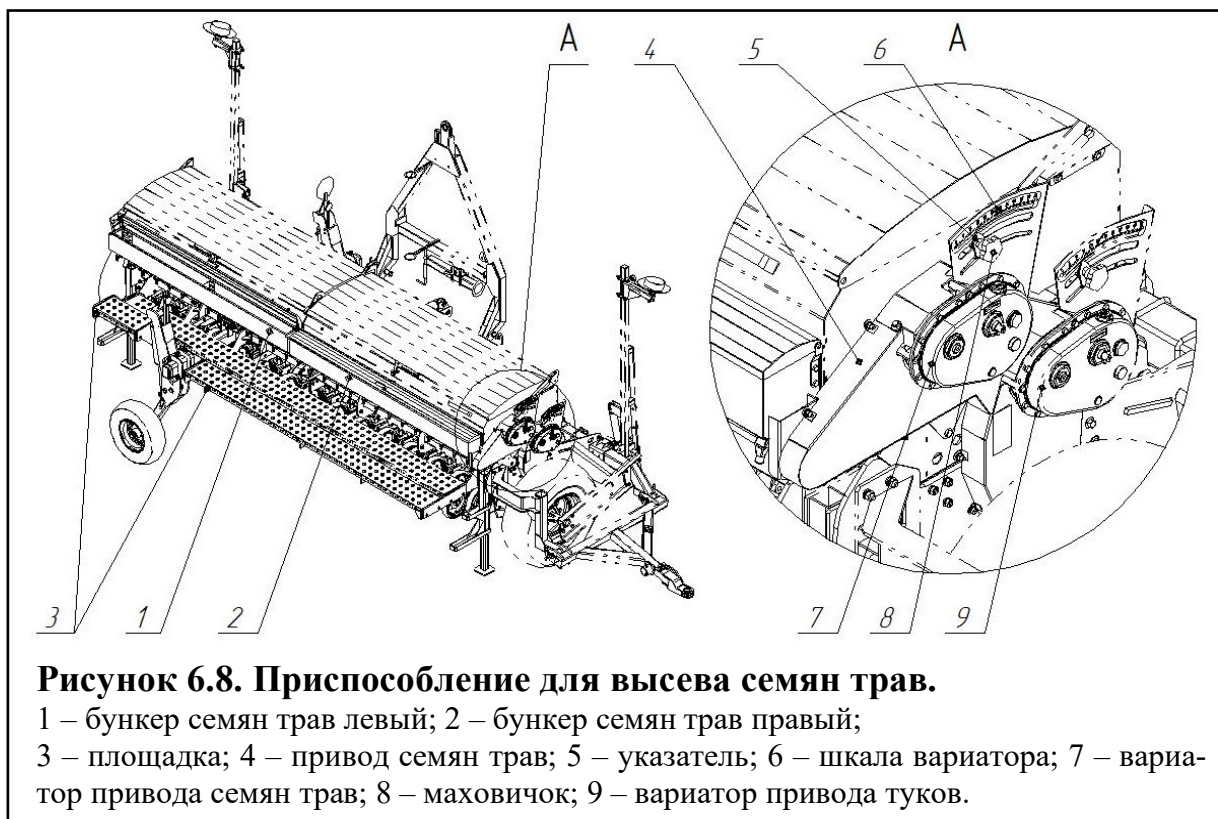 A
4
5
6
A
3
1
2
7
8
9
Рисунок 6.8. Приспособление для высева семян трав.
1 – бункер семян трав левый; 2 – бункер семян трав правый;
3 – площадка; 4 – привод семян трав; 5 – указатель; 6 – шкала вариатора; 7 – вариа-
тор привода семян трав; 8 – маховичок; 9 – вариатор привода туков.